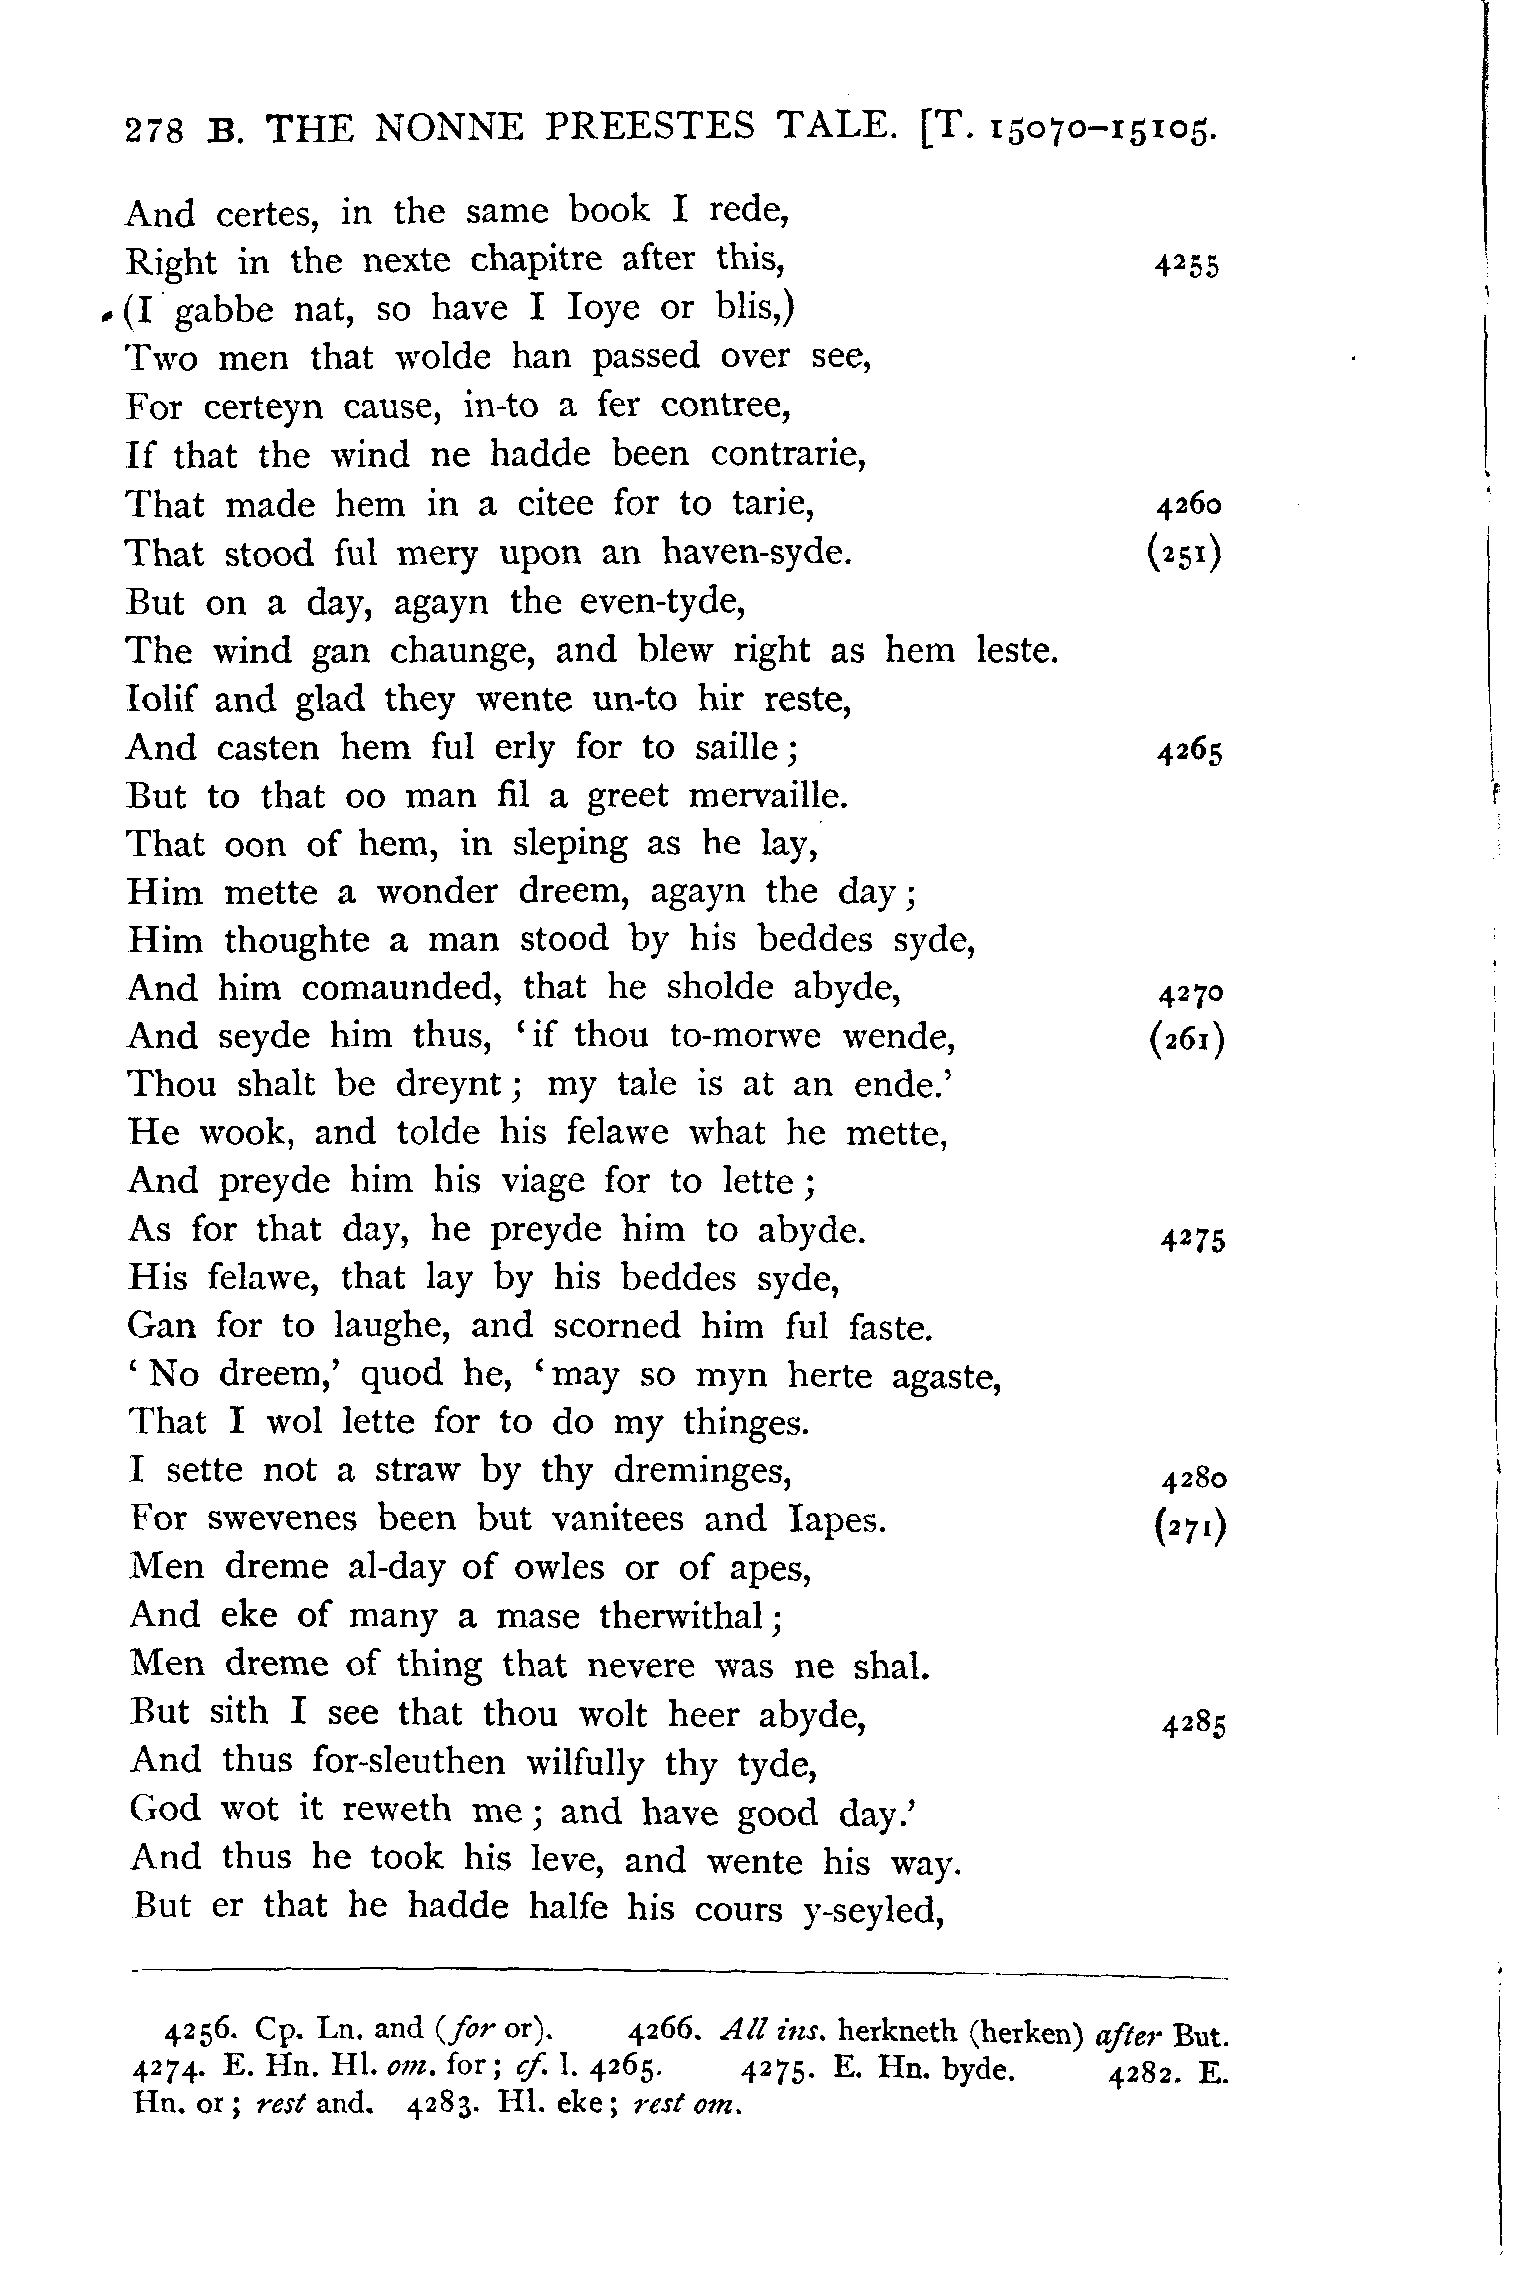 278 B. THE NONNE PREESTES TALE. [T. 15070–15105.
And certes, in the same book I rede,
Right in the nexte chapitre after this, 4255
(I gabbe nat, so have I Ioye or blis,)
Two men that wolde han passed over see,
For certeyn cause, in-to a fer contree,
If that the wind ne hadde been contrarie,
That made hem in a citee for to tarie, 4260
That stood ful mery upon an haven-syde. (251)
But on a day, agayn the even-tyde,
The wind gan chaunge, and blew right as hem leste.
Iolif and glad they wente un-to hir reste,
And casten hem ful erly for to saille; 4265
But to that oo man fil a greet mervaille.
That oon of hem, in sleping as he lay,
Him mette a wonder dreem, agayn the day;
Him thoughte a man stood by his beddes syde,
And him comaunded, that he sholde abyde, 4270
And seyde him thus, ‘if thou to-morwe wende, (261)
Thou shalt be dreynt; my tale is at an ende.’
He wook, and tolde his felawe what he mette,
And preyde him his viage for to lette;
As for that day, he preyde him to abyde. 4275
His felawe, that lay by his beddes syde,
Gan for to laughe, and scorned him ful faste.
‘No dreem,’ quod he, ‘may so myn herte agaste,
That I wol lette for to do my thinges.
I sette not a straw by thy dreminges, 4280
For swevenes been but vanitees and Iapes. (271)
Men dreme al-day of owles or of apes,
And eke of many a mase therwithal;
Men dreme of thing that nevere was ne shal.
But sith I see that thou wolt heer abyde, 4285
And thus for-sleuthen wilfully thy tyde,
God wot it reweth me; and have good day.’
And thus he took his leve, and wente his way.
But er that he hadde halfe his cours y-seyled,
4256. Cp. Ln. and (for or). 4266. All ins. herkneth (herken) after But.
4274. E. Hn. Hl. om. for; cf. l. 4265. 4275. E. Hn. byde. 4282. E.
Hn. or; rest and. 4283. Hl. eke; rest om.